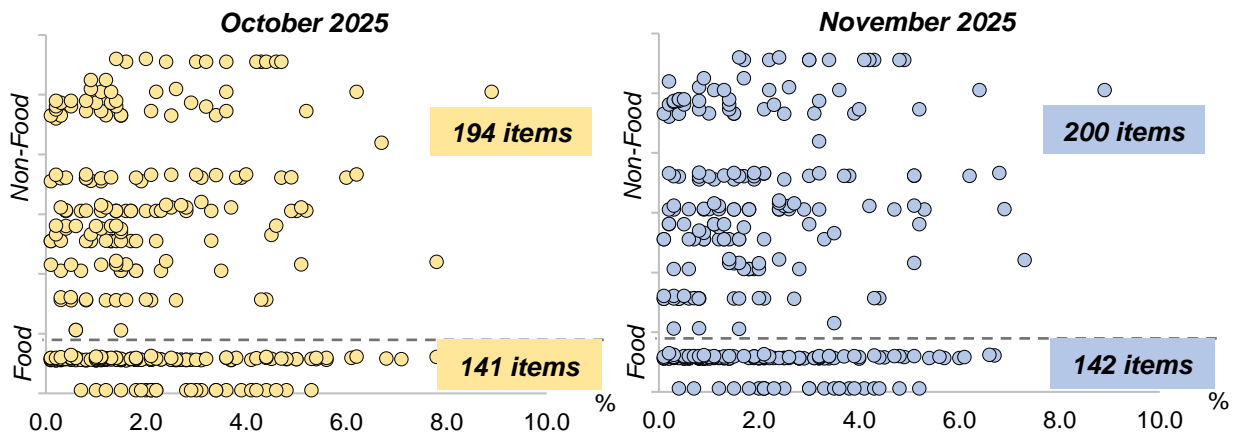 October 2025
Non-Food
Food
194 items
141 items
0.0 2.0 4.0 6.0 8.0 10.0
%
November 2025
Non-Food
Food
200 items
142 items
0.0 2.0 4.0 6.0 8.0 10.0
%